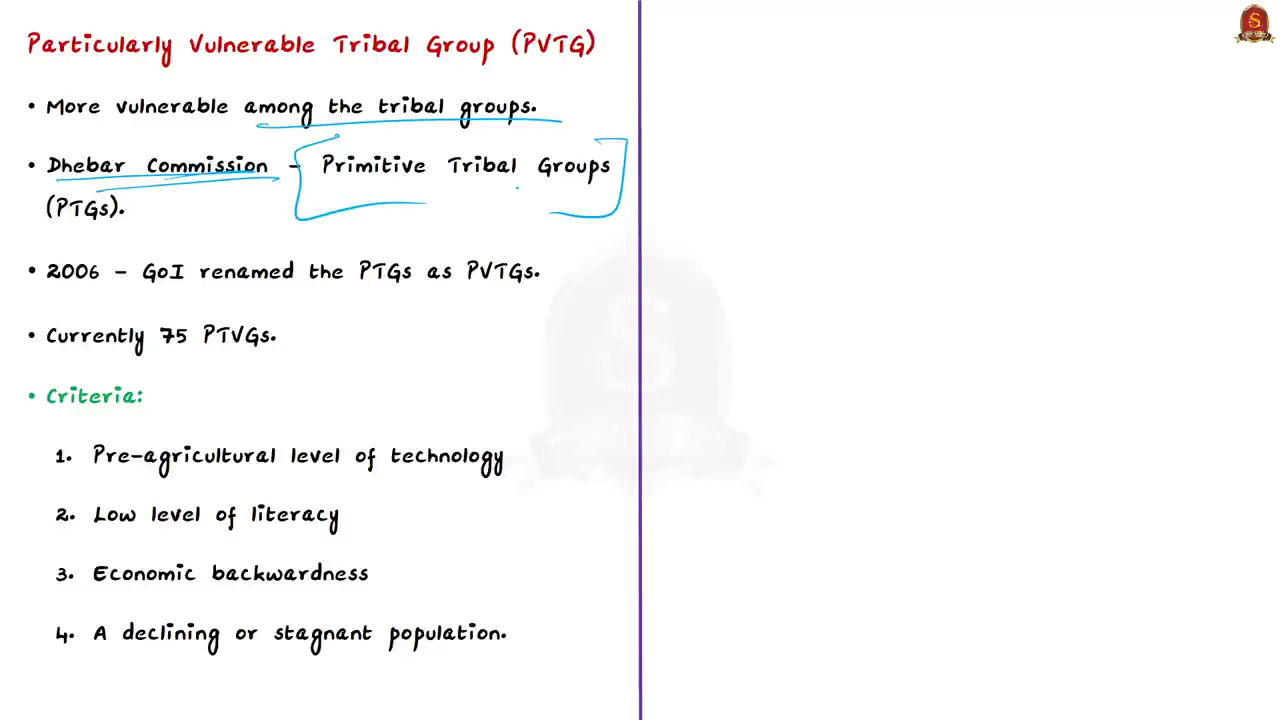 Particularly Vulnerable Tribal Group (PVTG)
• More vulnerable among the tribal groups.
• Dhebar Commission - Primitive Tribal Groups
(PTGs).
• 2006 - GoI renamed the PTGs as PVTGs.
• Currently 75 PTVGs.
• Criteria:
1. Pre-agricultural level of technology
2. Low level of literacy
3. Economic backwardness
4. A declining or stagnant population.